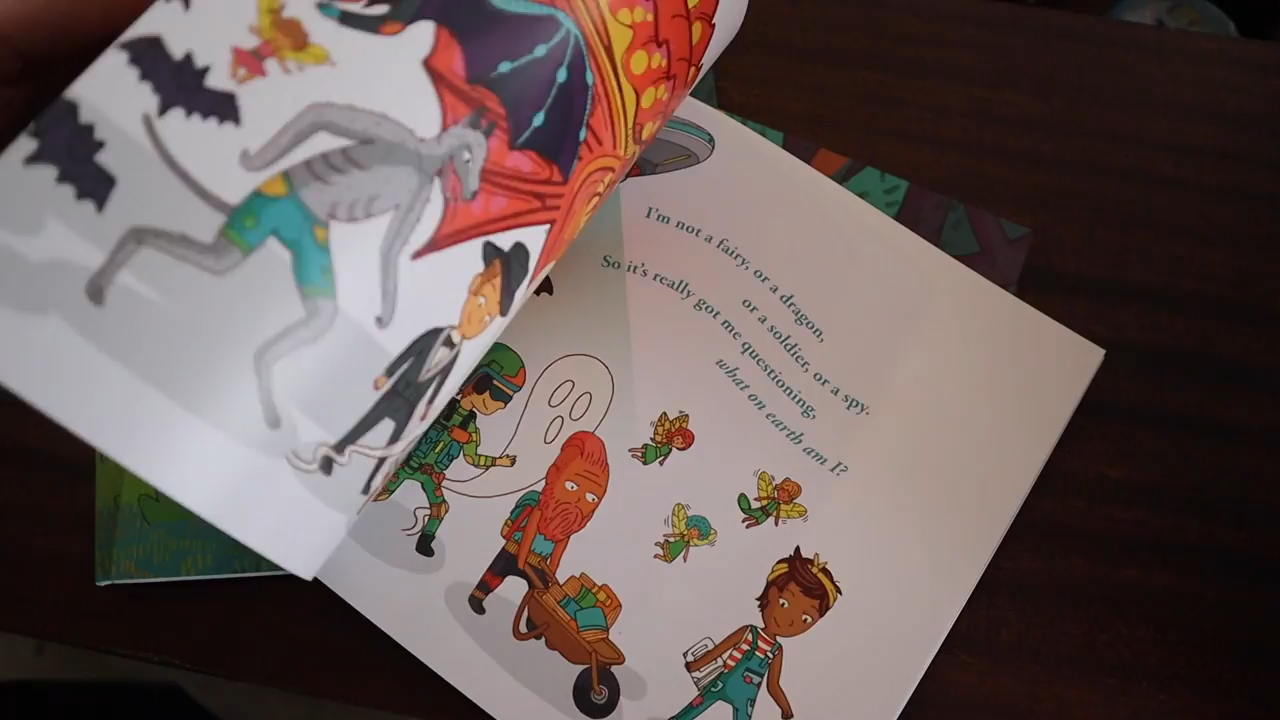 I'm not a fairy, or a dragon,
or a soldier, or a spy.
So it's really got me questioning,
what on earth am I?